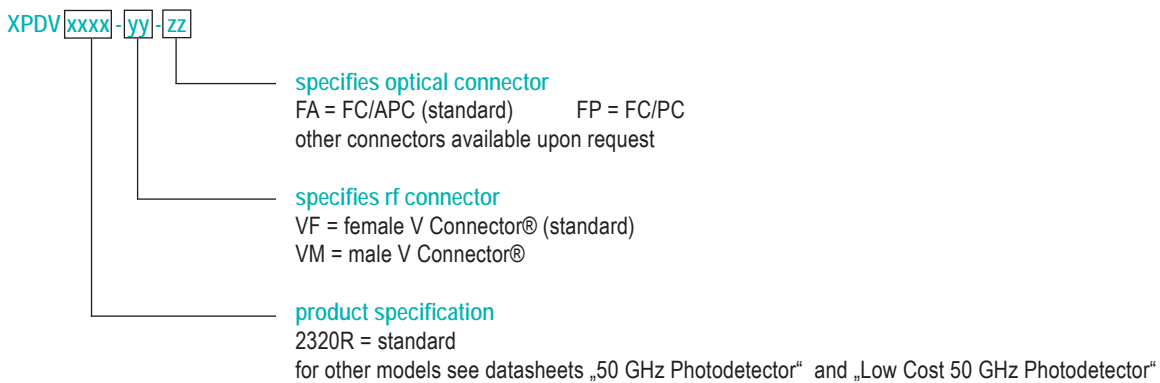 XPDV xxxx - yy - zz
specifies optical connector
FA = FC/APC (standard) FP = FC/PC
other connectors available upon request
specifies rf connector
VF = female V Connector® (standard)
VM = male V Connector®
product specification
2320R = standard
for other models see datasheets „50 GHz Photodetector“ and „Low Cost 50 GHz Photodetector“